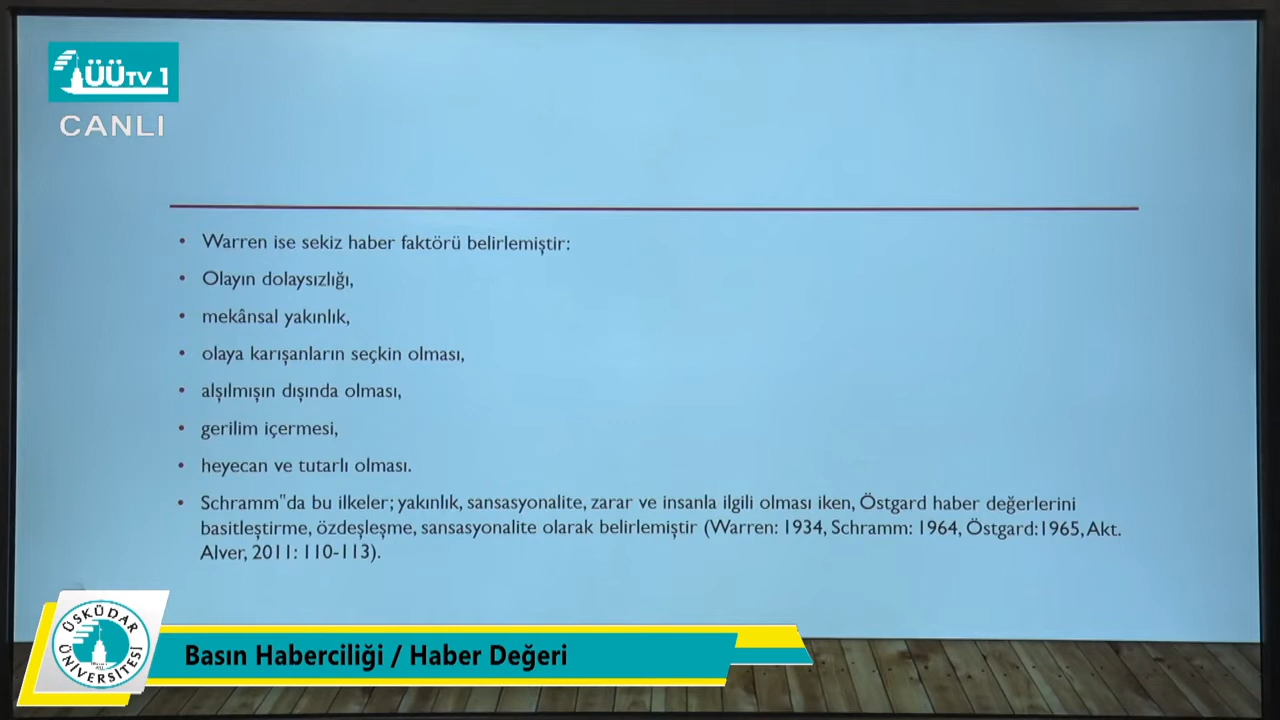 ÜÜTV 1
CANLI
• Warren ise sekiz haber faktörü belirlemiştir:
• Olayın dolaysızlığı,
• mekânsal yakınlık,
• olaya karışanların seçkin olması,
• alşılmışın dışında olması,
• gerilim içermesi,
• heyecan ve tutarlı olması.
• Schramm"da bu ilkeler; yakınlık, sansasyonalite, zarar ve insanla ilgili olması iken, Östgard haber değerlerini
basitleştirme, özdeşleşme, sansasyonalite olarak belirlemiştir (Warren: 1934, Schramm: 1964, Östgard:1965, Akt.
Alver, 2011: 110-113).
ÜSKÜDAR
ÜNİVERSİTESİ
Basın Haberciliği / Haber Değeri